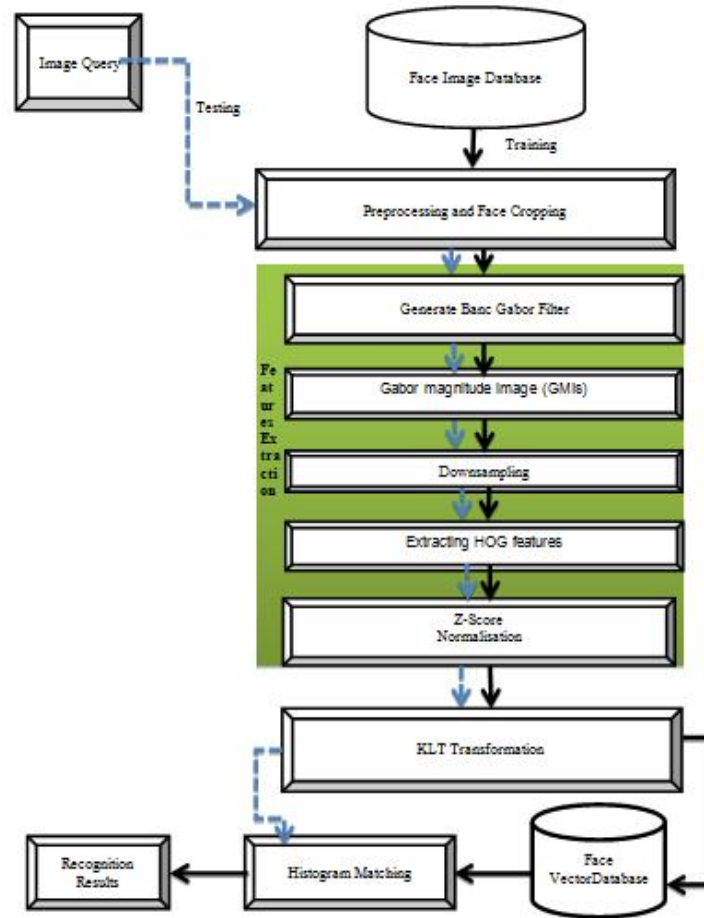 Image Query
Face Image Database
Testing
Training
Preprocessing and Face Cropping
Generate Banc Gabor Filter
Fe
at
ur
es
Ex
tra
cti
on
Gabor magnitude image (GMIs)
Downsampling
Extracting HOG features
Z-Score
Normalisation
KLT Transformation
Recognition
Results
Histogram Matching
Face
VectorDatabase